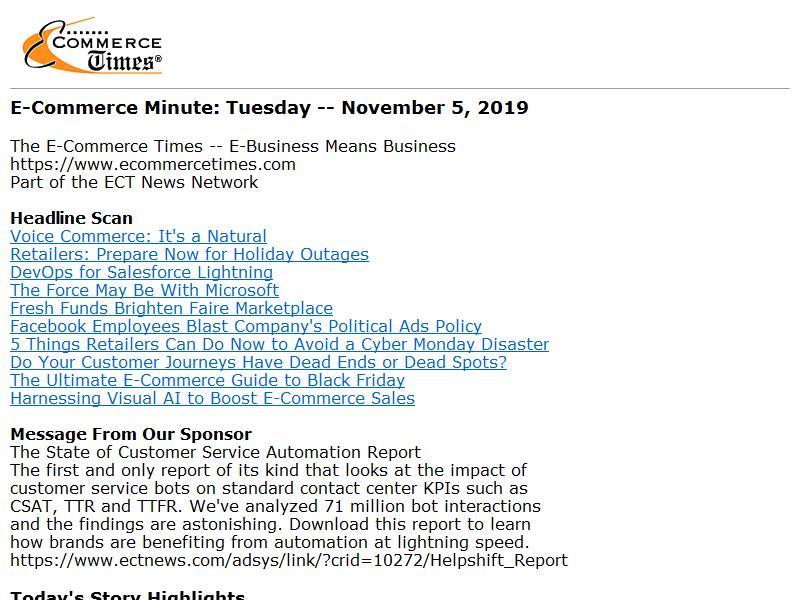 E-COMMERCE
Times®
E-Commerce Minute: Tuesday -- November 5, 2019
The E-Commerce Times -- E-Business Means Business
https://www.ecommercetimes.com
Part of the ECT News Network
Headline Scan
Voice Commerce: It's a Natural
Retailers: Prepare Now for Holiday Outages
DevOps for Salesforce Lightning
The Force May Be With Microsoft
Fresh Funds Brighten Faire Marketplace
Facebook Employees Blast Company's Political Ads Policy
5 Things Retailers Can Do Now to Avoid a Cyber Monday Disaster
Do Your Customer Journeys Have Dead Ends or Dead Spots?
The Ultimate E-Commerce Guide to Black Friday
Harnessing Visual AI to Boost E-Commerce Sales
Message From Our Sponsor
The State of Customer Service Automation Report
The first and only report of its kind that looks at the impact of
customer service bots on standard contact center KPIs such as
CSAT, TTR and TTFR. We've analyzed 71 million bot interactions
and the findings are astonishing. Download this report to learn
how brands are benefiting from automation at lightning speed.
https://www.ectnews.com/adsys/link/?crid=10272/Helpshift_Report
Today's Story Highlights